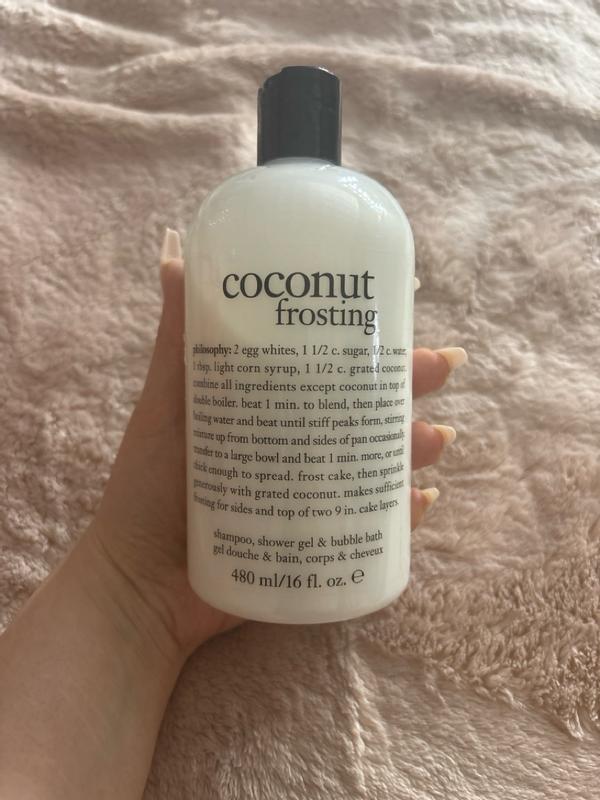 coconut
frosting
philosophy: 2 egg whites, 1 1/2 c. sugar, 1/2 c. water,
1 tbsp. light corn syrup, 1 1/2 c. grated coconut.
combine all ingredients except coconut in top of
double boiler. beat 1 min. to blend, then place over
boiling water and beat until stiff peaks form, stirring
mixture up from bottom and sides of pan occasionally.
transfer to a large bowl and beat 1 min. more, or until
thick enough to spread. frost cake, then sprinkle
generously with grated coconut. makes sufficient
frosting for sides and top of two 9 in. cake layers.
shampoo, shower gel & bubble bath
gel douche & bain, corps & cheveux
480 ml/16 fl. oz. ℮